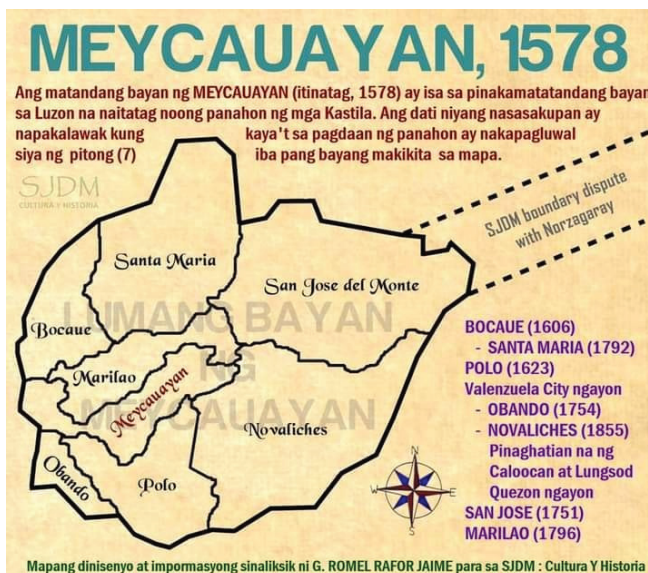 MEYCAUAYAN, 1578
Ang matandang bayan ng MEYCAUAYAN (itinatag, 1578) ay isa sa pinakamatatandang bayan
sa Luzon na naitatag noong panahon ng mga Kastila. Ang dati niyang nasasakupan ay
napakalawak kung kaya't sa pagdaan ng panahon ay nakapagluwal
siya ng pitong (7) iba pang bayang makikita sa mapa.
SJDM
CULTURA Y HISTORIA
SJDM boundary dispute
with Norzagaray
Santa Maria
San Jose del Monte
LUMANG BAYAN
NG
MEYCAUAYAN
Bocaue
Marilao
Meycauayan
Novaliches
Obando
Polo
BOCAUE (1606)
- SANTA MARIA (1792)
POLO (1623)
Valenzuela City ngayon
- OBANDO (1754)
- NOVALICHES (1855)
Pinaghatian na ng
Caloocan at Lungsod
Quezon ngayon
SAN JOSE (1751)
MARILAO (1796)
N
W
E
S
Mapang dinisenyo at impormasyong sinaliksik ni G. ROMEL RAFOR JAIME para sa SJDM : Cultura Y Historia